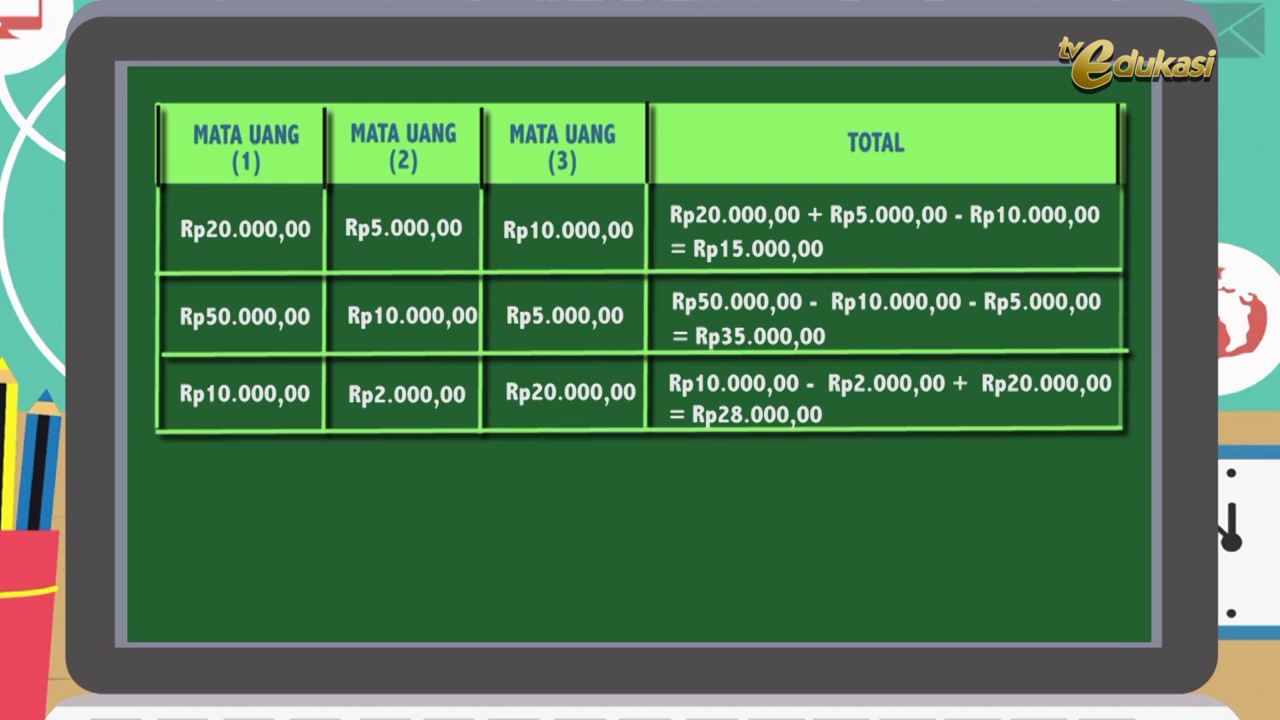 tv edukasi
MATA UANG
(1)
MATA UANG
(2)
MATA UANG
(3)
TOTAL
Rp20.000,00
Rp5.000,00
Rp10.000,00
Rp20.000,00 + Rp5.000,00 - Rp10.000,00
= Rp15.000,00
Rp50.000,00
Rp10.000,00
Rp5.000,00
Rp50.000,00 - Rp10.000,00 - Rp5.000,00
= Rp35.000,00
Rp10.000,00
Rp2.000,00
Rp20.000,00
Rp10.000,00 - Rp2.000,00 + Rp20.000,00
= Rp28.000,00